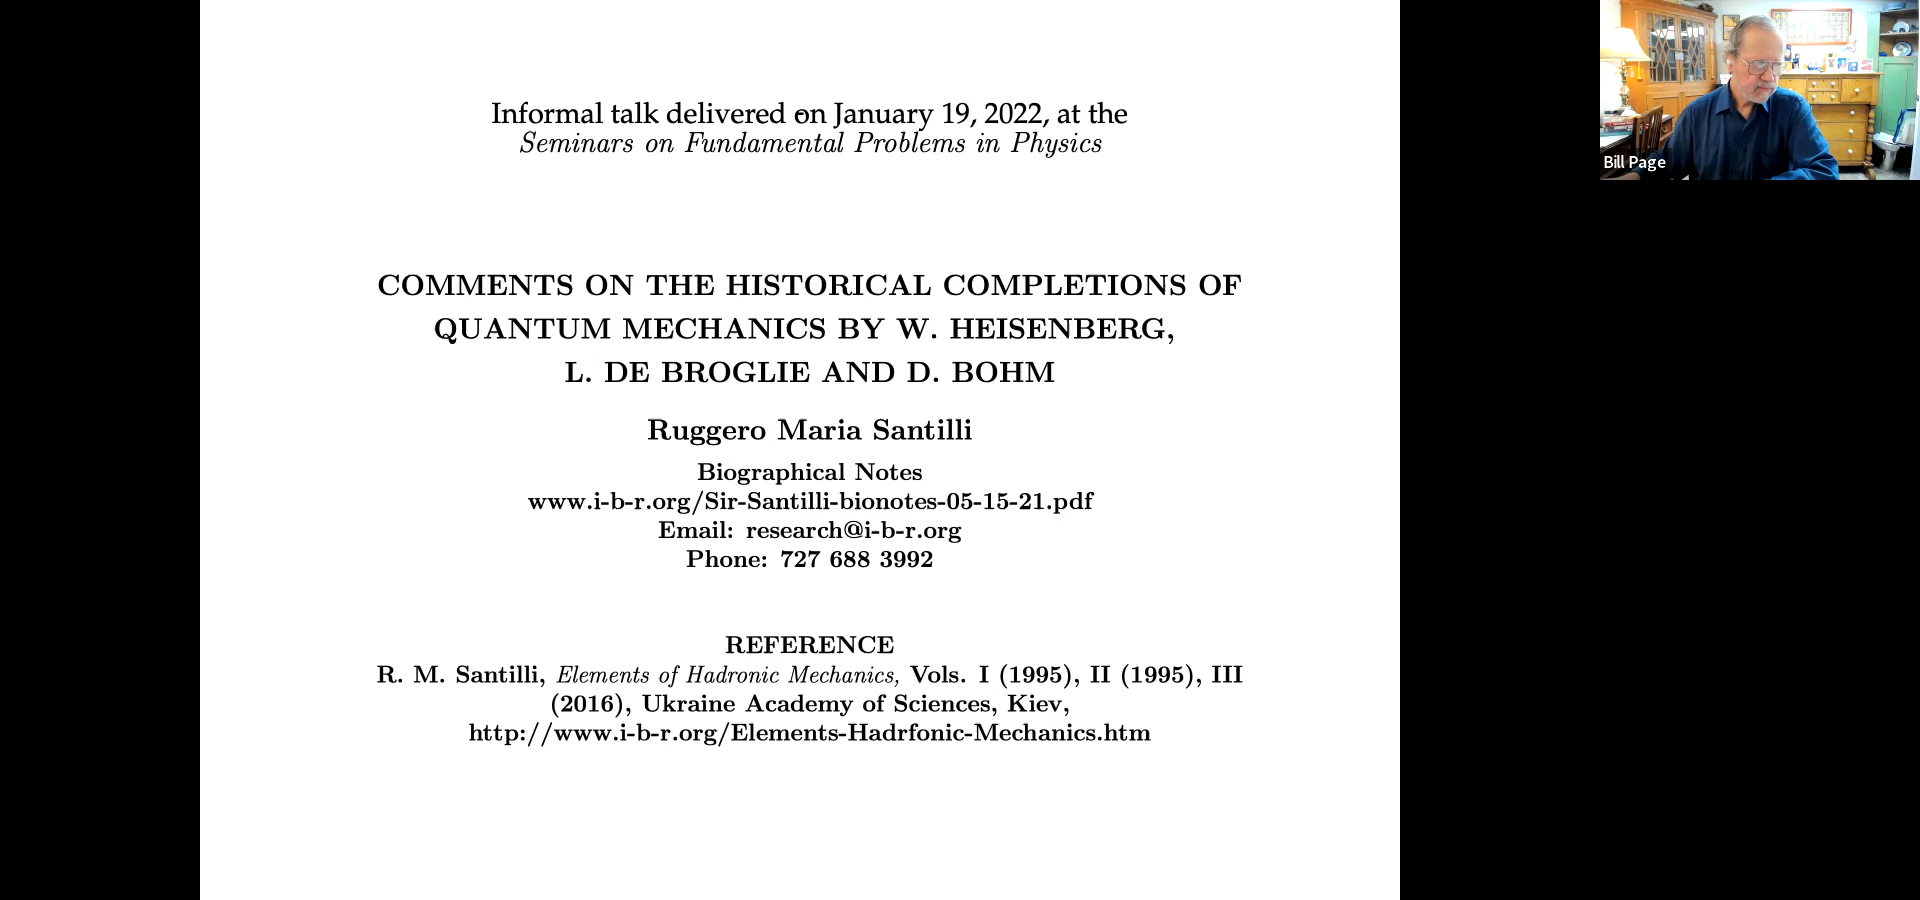 Informal talk delivered on January 19, 2022, at the
Seminars on Fundamental Problems in Physics
COMMENTS ON THE HISTORICAL COMPLETIONS OF
QUANTUM MECHANICS BY W. HEISENBERG,
L. DE BROGLIE AND D. BOHM
Ruggero Maria Santilli
Biographical Notes
www.i-b-r.org/Sir-Santilli-bionotes-05-15-21.pdf
Email: research@i-b-r.org
Phone: 727 688 3992
REFERENCE
R. M. Santilli, Elements of Hadronic Mechanics, Vols. I (1995), II (1995), III
(2016), Ukraine Academy of Sciences, Kiev,
http://www.i-b-r.org/Elements-Hadrfonic-Mechanics.htm
Bill Page